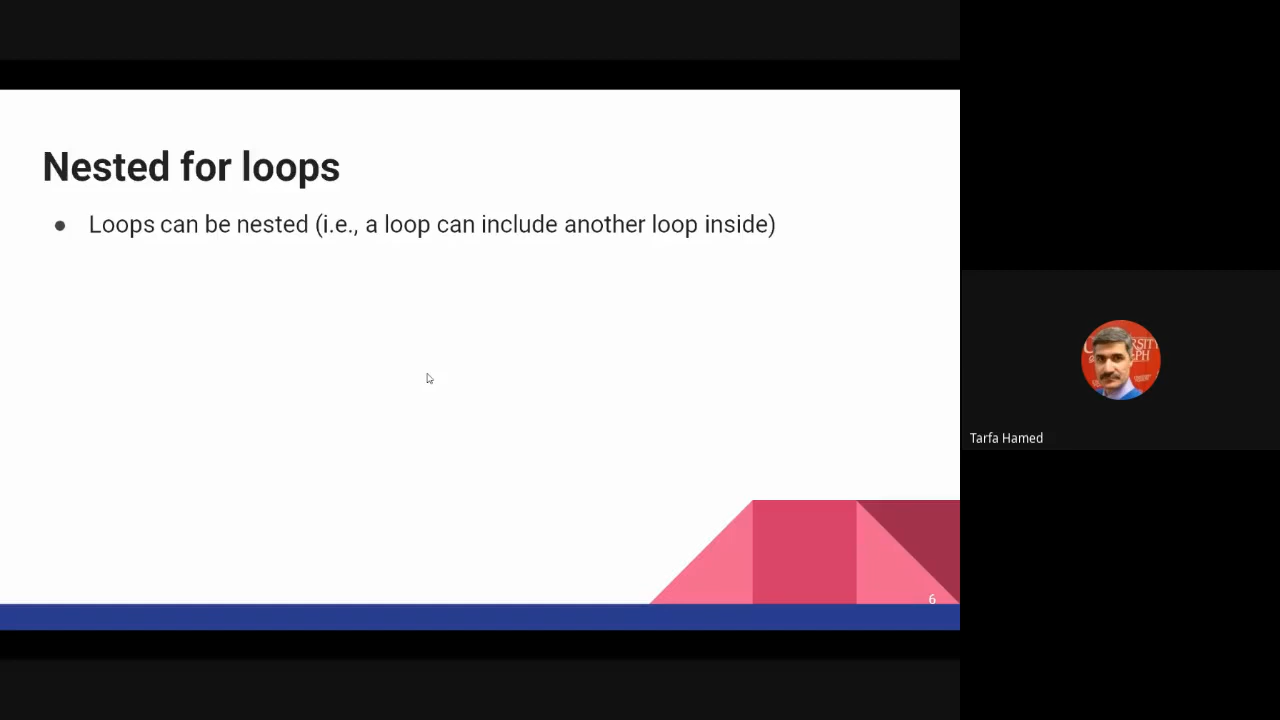 Nested for loops
● Loops can be nested (i.e., a loop can include another loop inside)
6
Tarfa Hamed